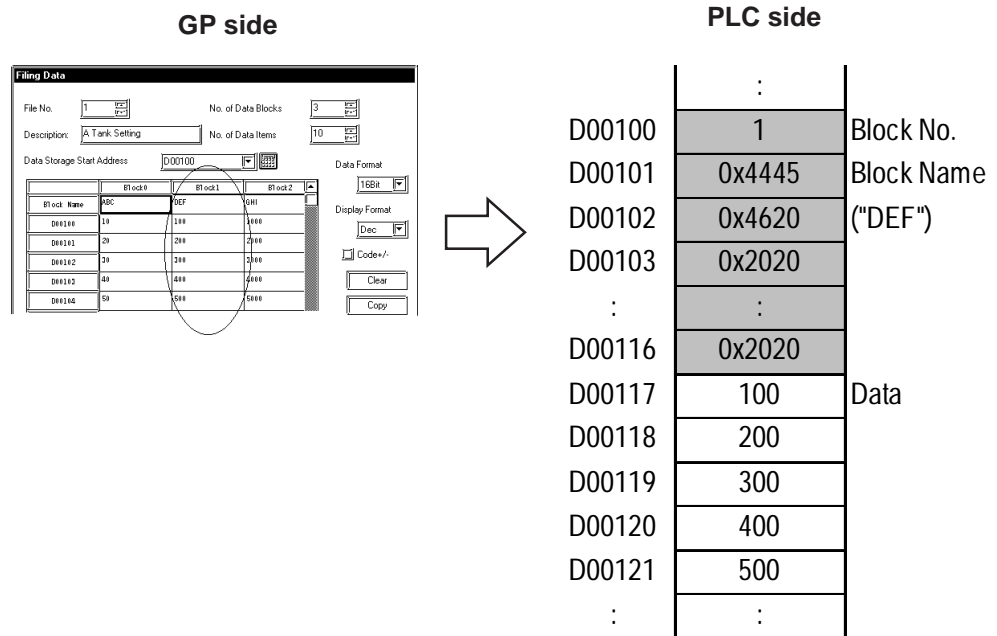 GP side
PLC side
Filing Data
File No. 1 No. of Data Blocks 3
Description: A Tank Setting No. of Data Items 10
Data Storage Start Address D00100 Data Format
16Bit
Block0 Block1 Block2
Block Name ABC DEF GHI
Display Format
Dec
D00100 10 100 1000
D00101 20 200 2000
D00102 30 300 3000
Code+/-
D00103 40 400 4000
Clear
D00104 50 500 5000
Copy
:
D00100 1 Block No.
D00101 0x4445 Block Name
D00102 0x4620 ("DEF")
D00103 0x2020
: :
D00116 0x2020
D00117 100 Data
D00118 200
D00119 300
D00120 400
D00121 500
: :